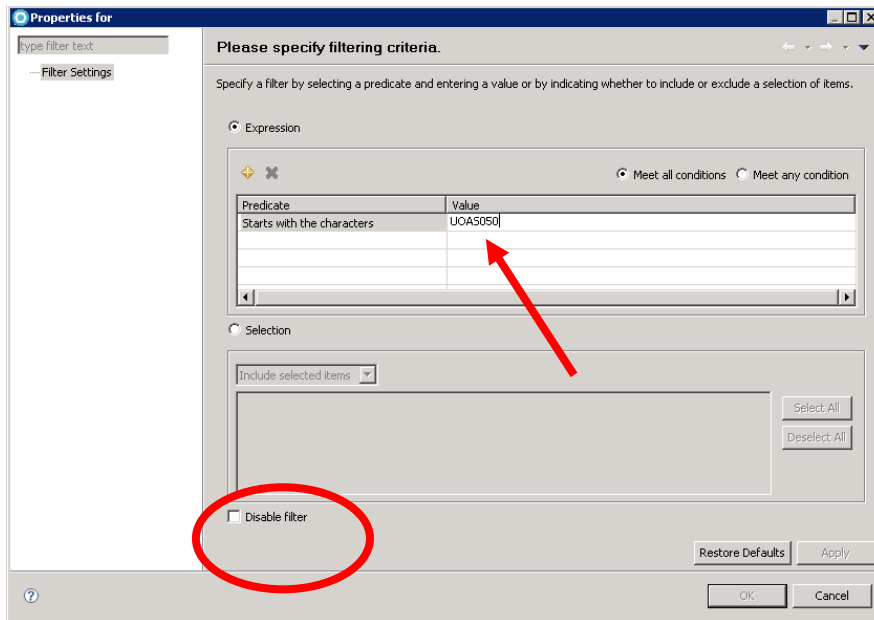 Properties for
type filter text
Filter Settings
Please specify filtering criteria.
Specify a filter by selecting a predicate and entering a value or by indicating whether to include or exclude a selection of items.
Expression
Meet all conditions Meet any condition
Predicate Value
Starts with the characters UOAS050
Selection
Include selected items
Select All
Deselect All
Disable filter
Restore Defaults Apply
OK Cancel